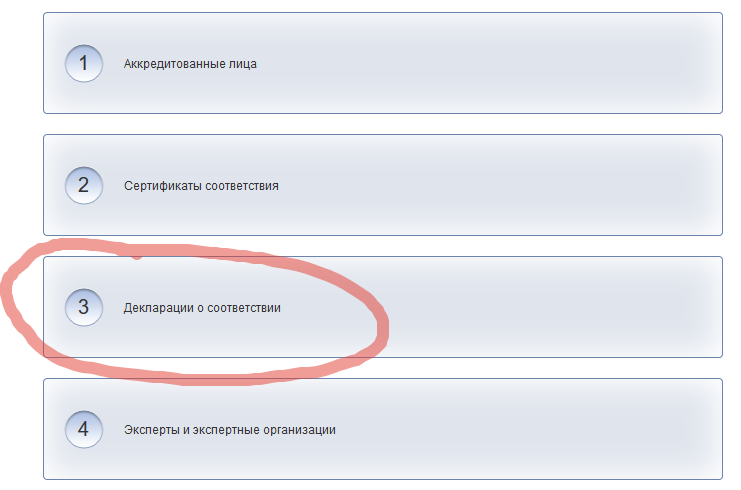 1 Аккредитованные лица
2 Сертификаты соответствия
3 Декларации о соответствии
4 Эксперты и экспертные организации